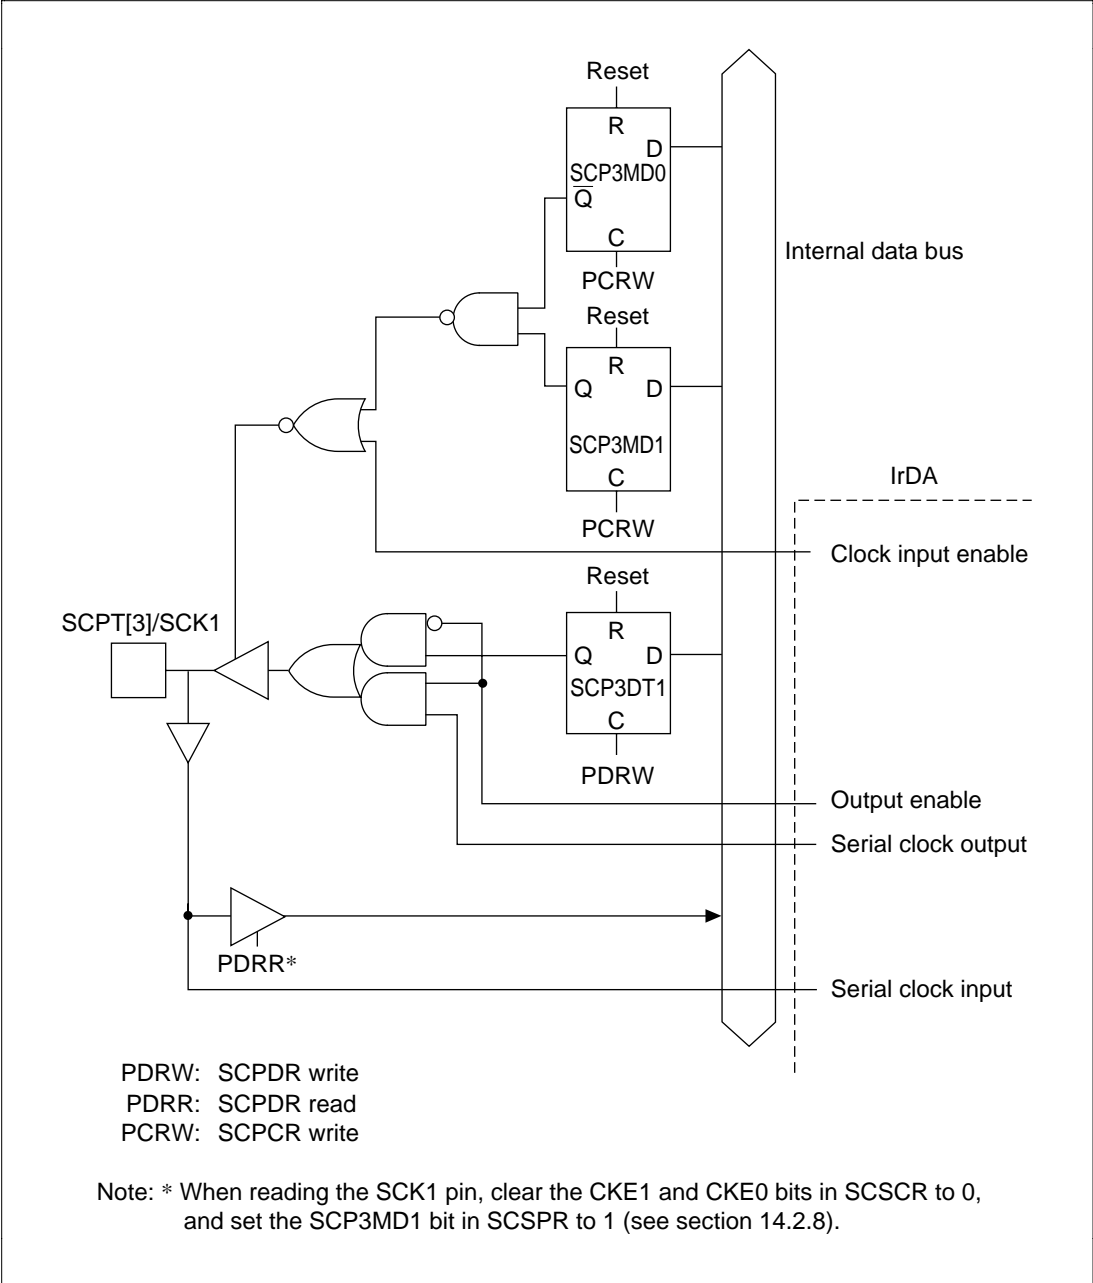 Reset
R
D
SCP3MD0
Q
C
PCRW
Internal data bus
Reset
R
Q D
SCP3MD1
C
PCRW
IrDA
Clock input enable
Reset
SCPT[3]/SCK1
R
Q D
SCP3DT1
C
PDRW
Output enable
Serial clock output
PDRR*
Serial clock input
PDRW: SCPDR write
PDRR: SCPDR read
PCRW: SCPCR write
Note: * When reading the SCK1 pin, clear the CKE1 and CKE0 bits in SCSCR to 0,
and set the SCP3MD1 bit in SCSPR to 1 (see section 14.2.8).